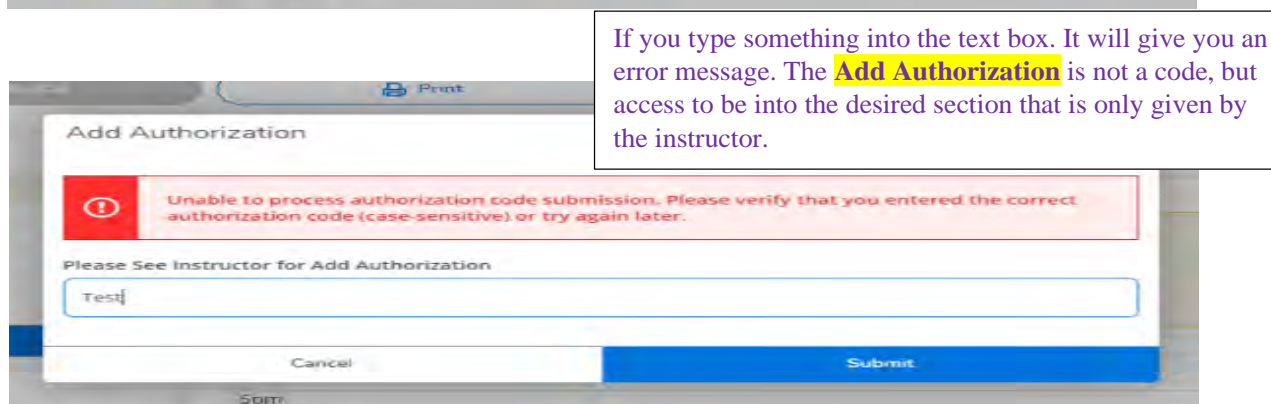 If you type something into the text box. It will give you an
error message. The Add Authorization is not a code, but
access to be into the desired section that is only given by
the instructor.
Print
Add Authorization
Unable to process authorization code submission. Please verify that you entered the correct
authorization code (case-sensitive) or try again later.
Please See Instructor for Add Authorization
Test
Cancel
Submit